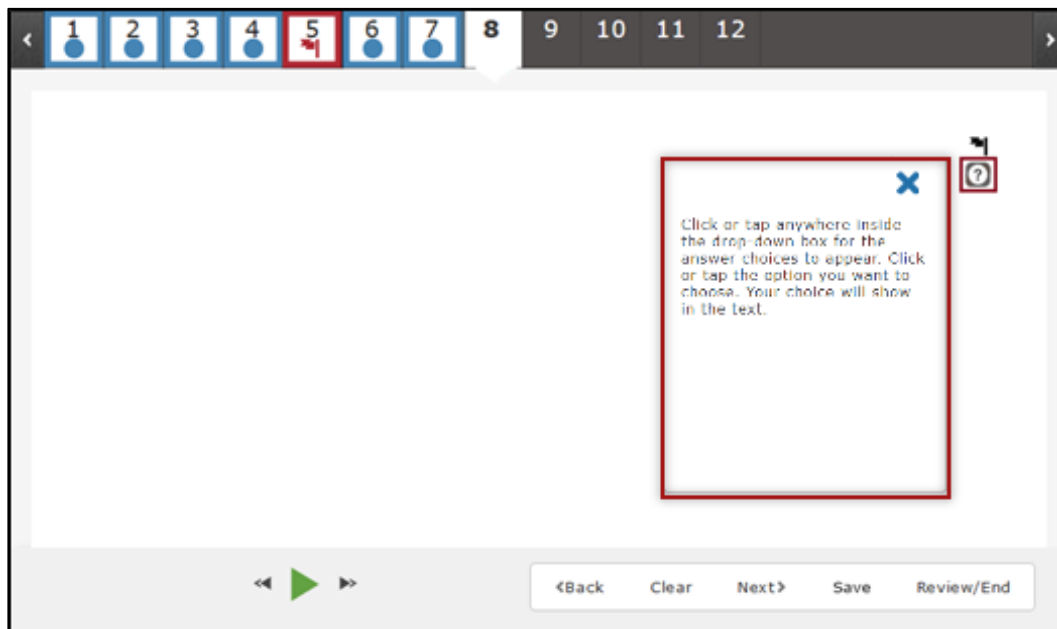 1 2 3 4 5 6 7 8 9 10 11 12
?
Click or tap anywhere inside
the drop-down box for the
answer choices to appear. Click
or tap the option you want to
choose. Your choice will show
in the text.
<Back Clear Next> Save Review/End